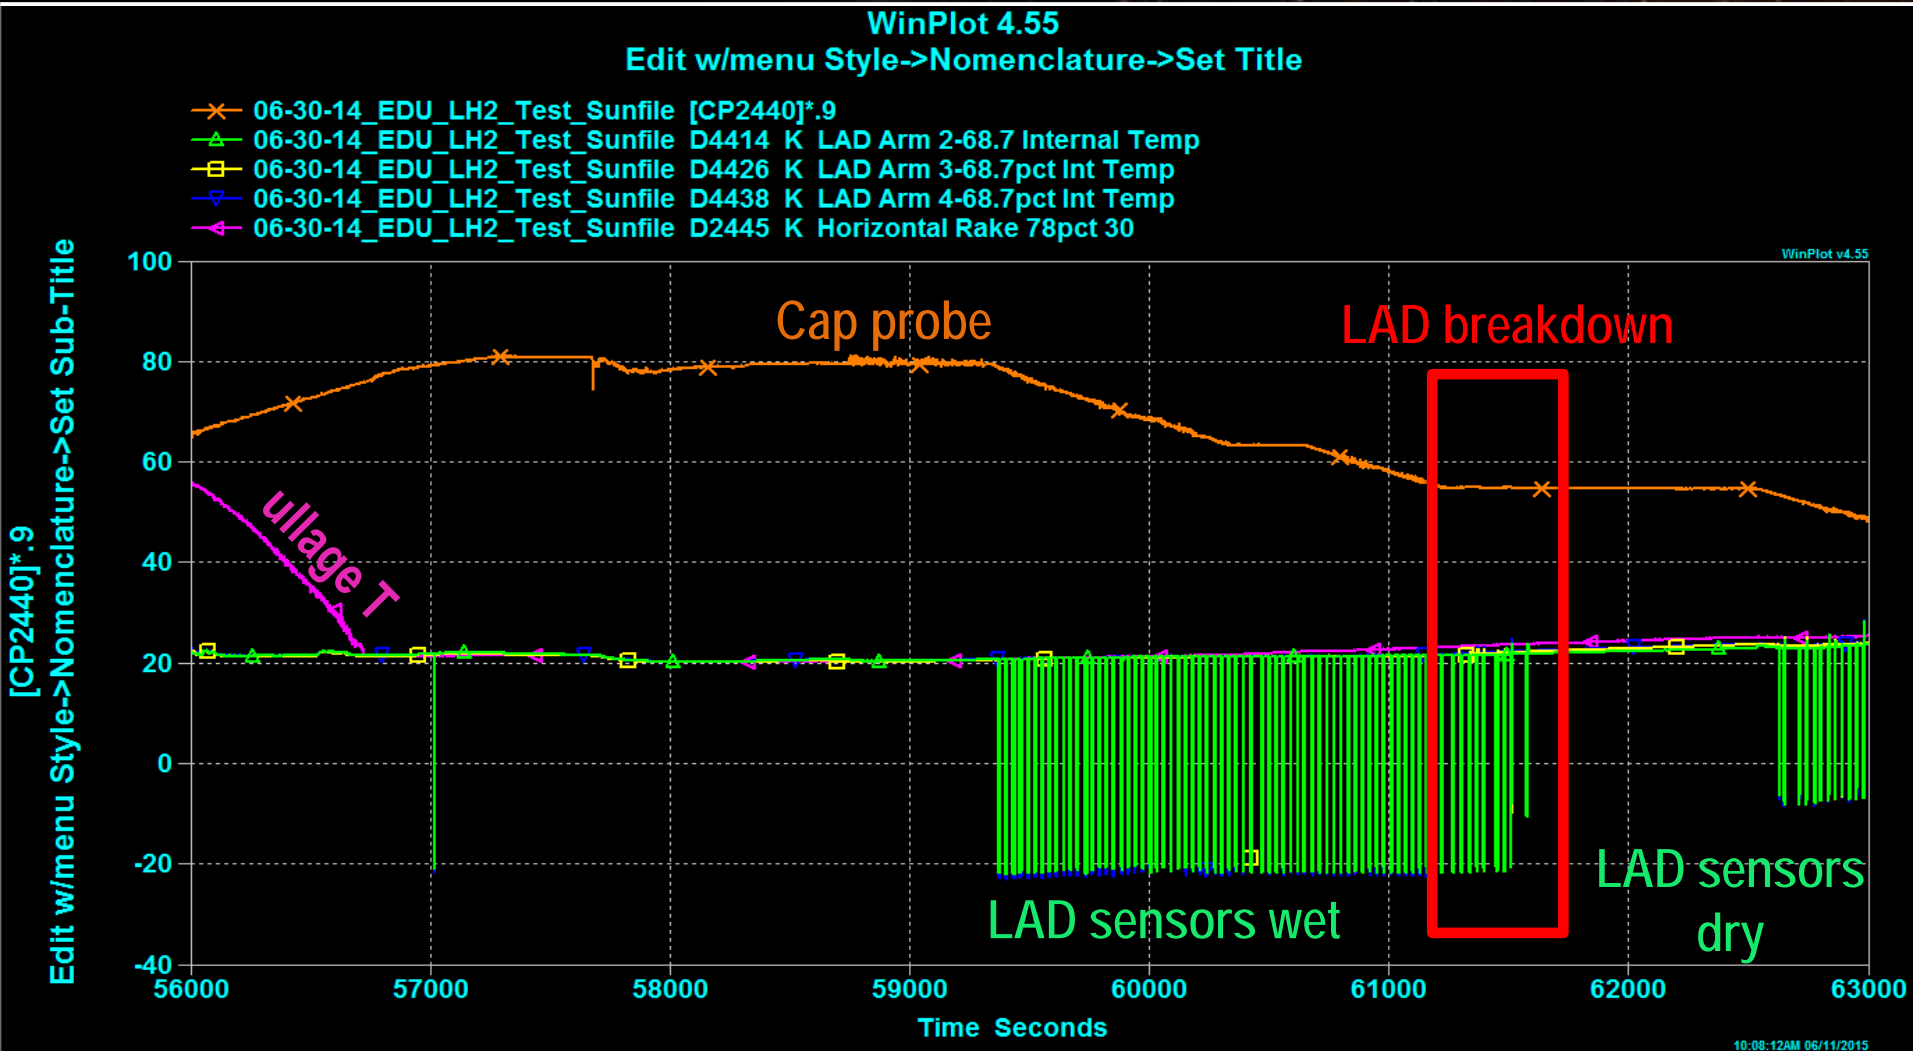 WinPlot 4.55
Edit w/menu Style->Nomenclature->Set Title
06-30-14_EDU_LH2_Test_Sunfile [CP2440]*.9
06-30-14_EDU_LH2_Test_Sunfile D4414 K LAD Arm 2-68.7 Internal Temp
06-30-14_EDU_LH2_Test_Sunfile D4426 K LAD Arm 3-68.7pct Int Temp
06-30-14_EDU_LH2_Test_Sunfile D4438 K LAD Arm 4-68.7pct Int Temp
06-30-14_EDU_LH2_Test_Sunfile D2445 K Horizontal Rake 78pct 30
WinPlot v4.55
[CP2440]*.9
Edit w/menu Style->Nomenclature->Set Sub-Title
100
80
60
40
20
0
-20
-40
Cap probe
LAD breakdown
ullage T
LAD sensors wet
LAD sensors
dry
56000 57000 58000 59000 60000 61000 62000 63000
Time Seconds
10:08:12AM 06/11/2015